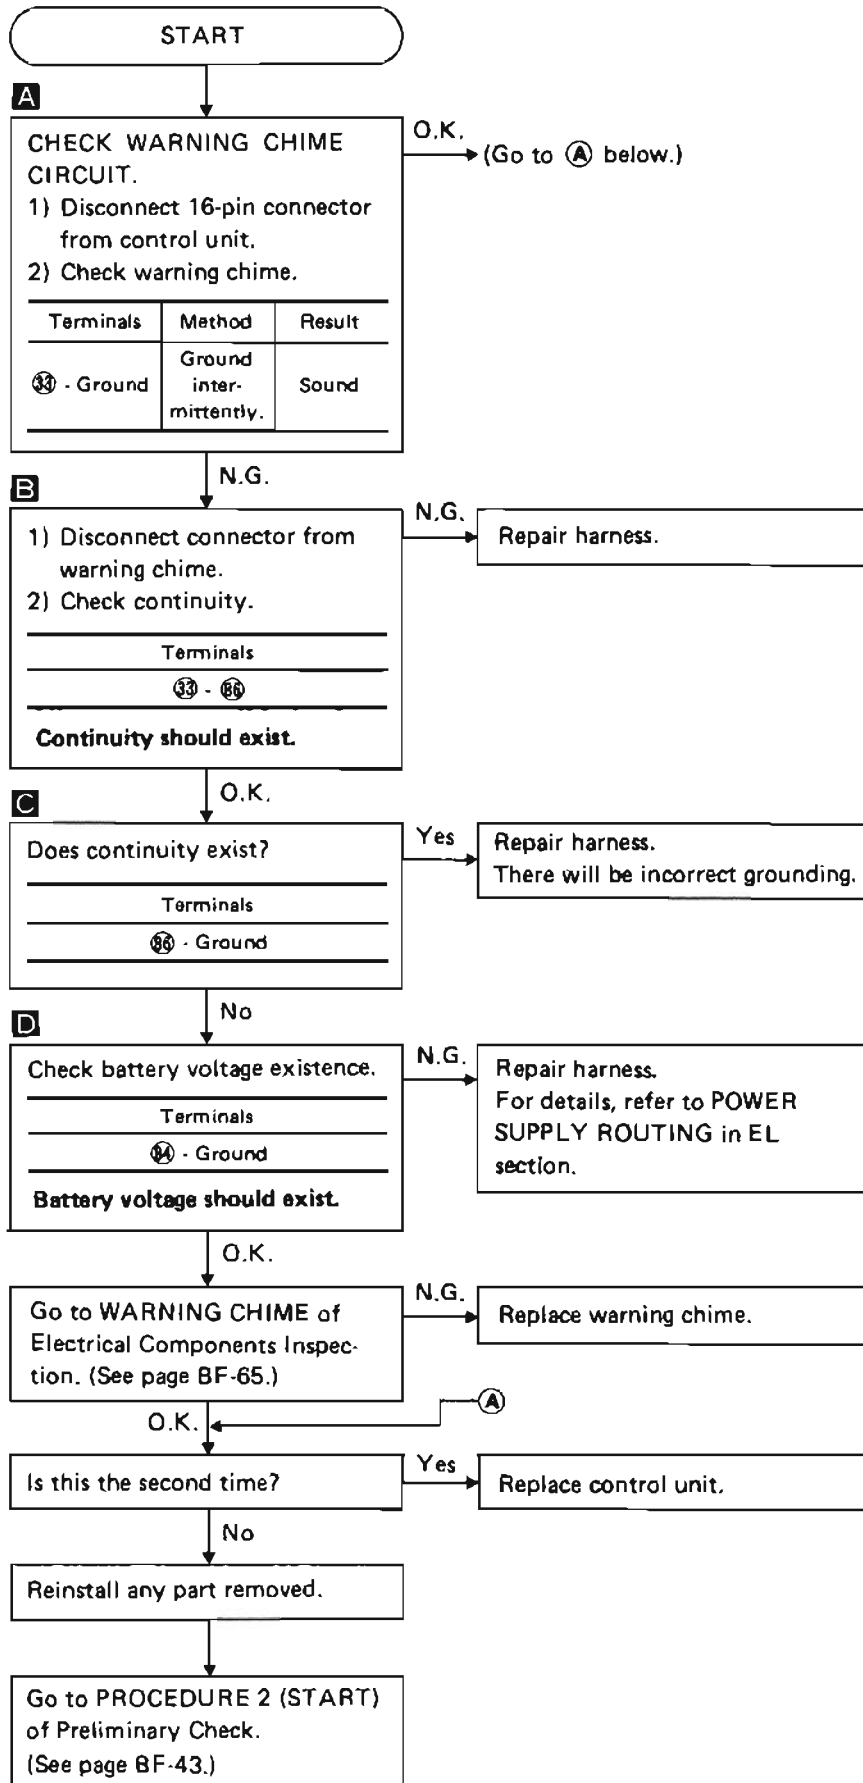 START
A
CHECK WARNING CHIME
CIRCUIT.
1) Disconnect 16-pin connector
from control unit.
2) Check warning chime.
Terminals Method Result
33 - Ground
Ground
inter-
mittently.
Sound
O.K.
(Go to A below.)
N.G.
B
1) Disconnect connector from
warning chime.
2) Check continuity.
Terminals
33 - 86
Continuity should exist.
N.G.
Repair harness.
O.K.
C
Does continuity exist?
Terminals
86 - Ground
Yes
Repair harness.
There will be incorrect grounding.
No
D
Check battery voltage existence.
Terminals
84 - Ground
Battery voltage should exist.
N.G.
Repair harness.
For details, refer to POWER
SUPPLY ROUTING in EL
section.
O.K.
Go to WARNING CHIME of
Electrical Components Inspec-
tion. (See page BF-65.)
N.G.
Replace warning chime.
O.K.
A
Is this the second time?
Yes
Replace control unit.
No
Reinstall any part removed.
Go to PROCEDURE 2 (START)
of Preliminary Check.
(See page BF-43.)